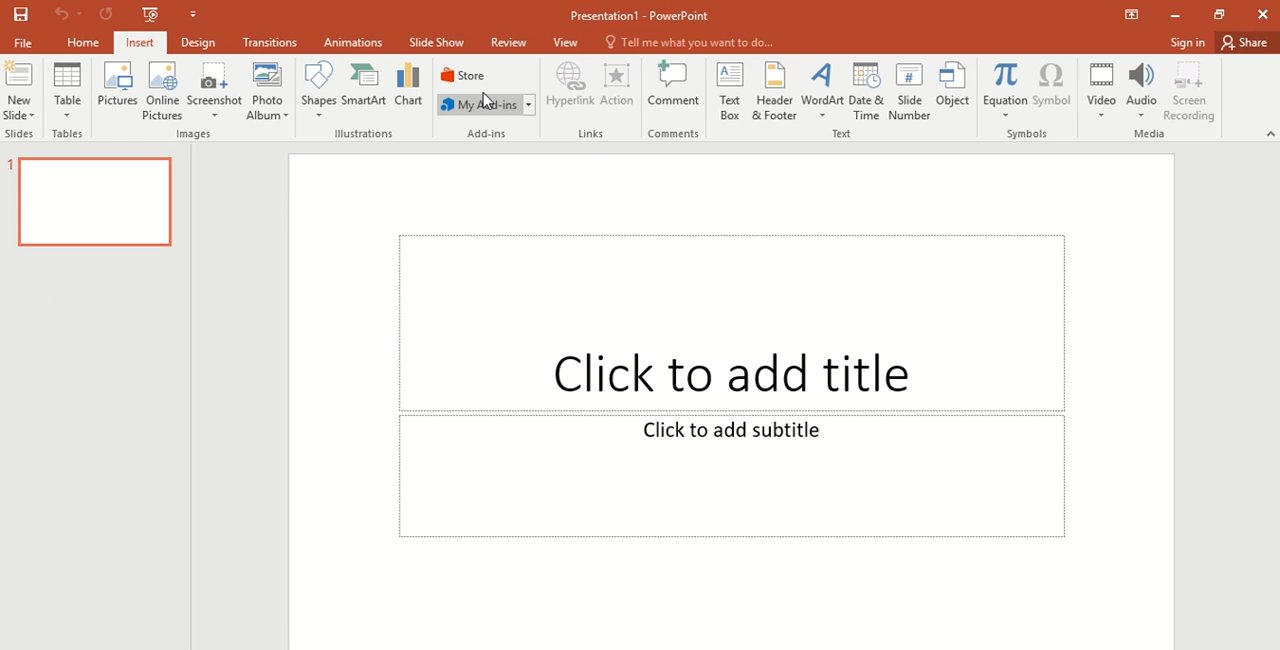 Presentation1 - PowerPoint
File Home Insert Design Transitions Animations Slide Show Review View Tell me what you want to do... Sign in Share
New Slide
Table
Pictures
Online Pictures
Screenshot
Photo Album
Shapes
SmartArt
Chart
Store
My Add-ins
Hyperlink
Action
Comment
Text Box
Header & Footer
WordArt
Date & Time
Slide Number
Object
Equation
Symbol
Video
Audio
Screen Recording
Slides Tables Images Illustrations Add-ins Links Comments Text Symbols Media
1
Click to add title
Click to add subtitle